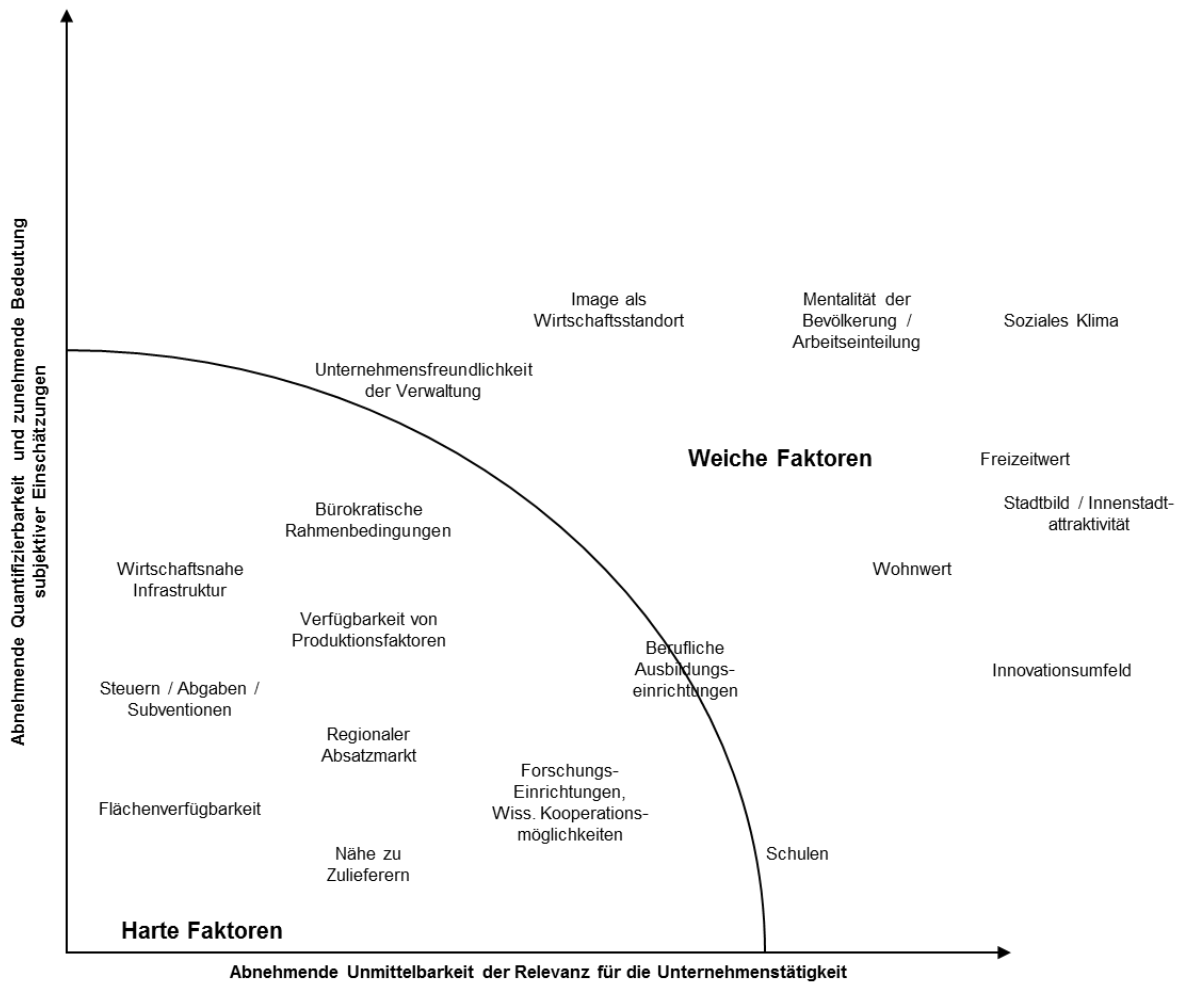 Abnehmende Quantifizierbarkeit und zunehmende Bedeutung
subjektiver Einschätzungen
Image als
Wirtschaftsstandort
Mentalität der
Bevölkerung /
Arbeitseinteilung
Soziales Klima
Unternehmensfreundlichkeit
der Verwaltung
Weiche Faktoren
Freizeitwert
Stadtbild / Innenstadt-
attraktivität
Bürokratische
Rahmenbedingungen
Wirtschaftsnahe
Infrastruktur
Wohnwert
Verfügbarkeit von
Produktionsfaktoren
Berufliche
Ausbildungs-
einrichtungen
Innovationsumfeld
Steuern / Abgaben /
Subventionen
Regionaler
Absatzmarkt
Forschungs-
Einrichtungen,
Wiss. Kooperations-
möglichkeiten
Flächenverfügbarkeit
Nähe zu
Zulieferern
Schulen
Harte Faktoren
Abnehmende Unmittelbarkeit der Relevanz für die Unternehmenstätigkeit